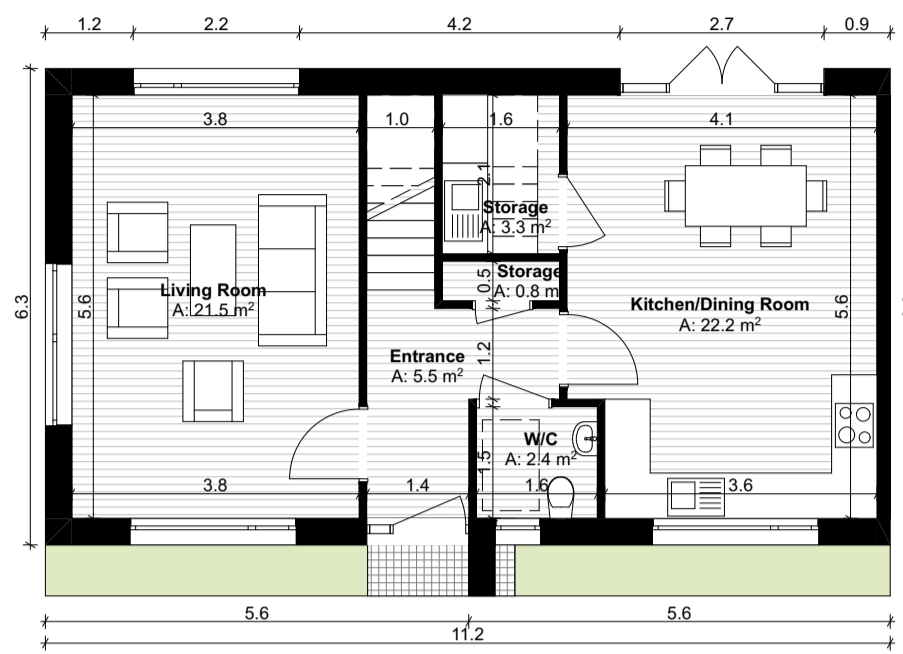 1.2
2.2
4.2
2.7
0.9
3.8
1.0
1.6
4.1
2.1
Storage
A: 3.3 m²
Storage
A: 0.8 m
0.5
Living Room
A: 21.5 m²
6.3
5.6
Kitchen/Dining Room
A: 22.2 m²
5.6
Entrance
A: 5.5 m²
1.2
W/C
A: 2.4 m²
1.5
3.8
1.4
1.6
3.6
5.6
5.6
11.2